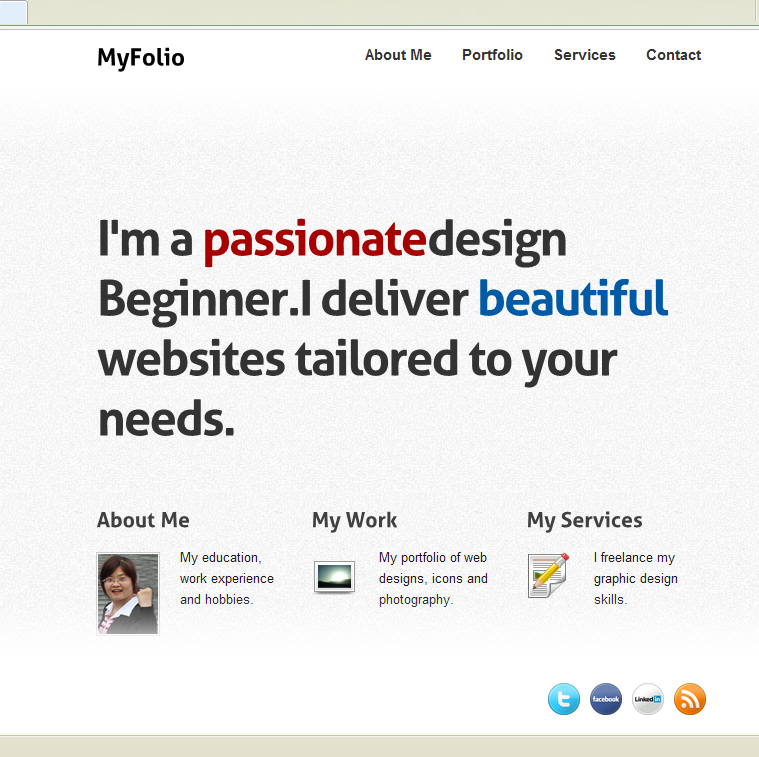 MyFolio
About Me Portfolio Services Contact
I'm a passionatedesign
Beginner.I deliver beautiful
websites tailored to your
needs.
About Me
My education,
work experience
and hobbies.
My Work
My portfolio of web
designs, icons and
photography.
My Services
I freelance my
graphic design
skills.
t
facebook
Linked in